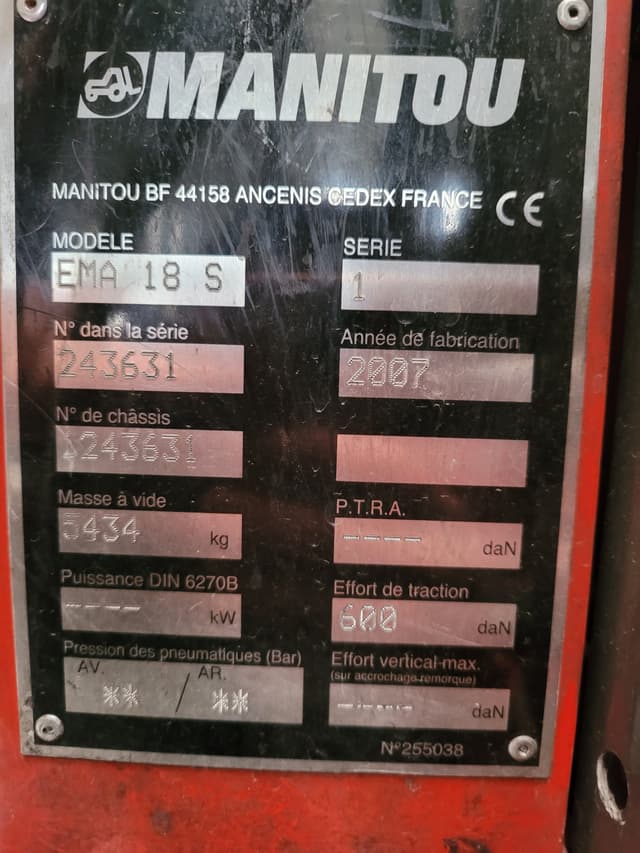 MANITOU
MANITOU BF 44158 ANCENIS CEDEX FRANCE CE
MODELE SERIE
EMA 18 S 1
N° dans la série Année de fabrication
243631 2007
N° de châssis
1243631
Masse à vide P.T.R.A.
5434 kg ---- daN
Puissance DIN 6270B Effort de traction
---- kW 600 daN
Pression des pneumatiques (Bar) Effort vertical-max.
AV. AR. (sur accrochage remorque)
** / ** ----- daN
N°255038